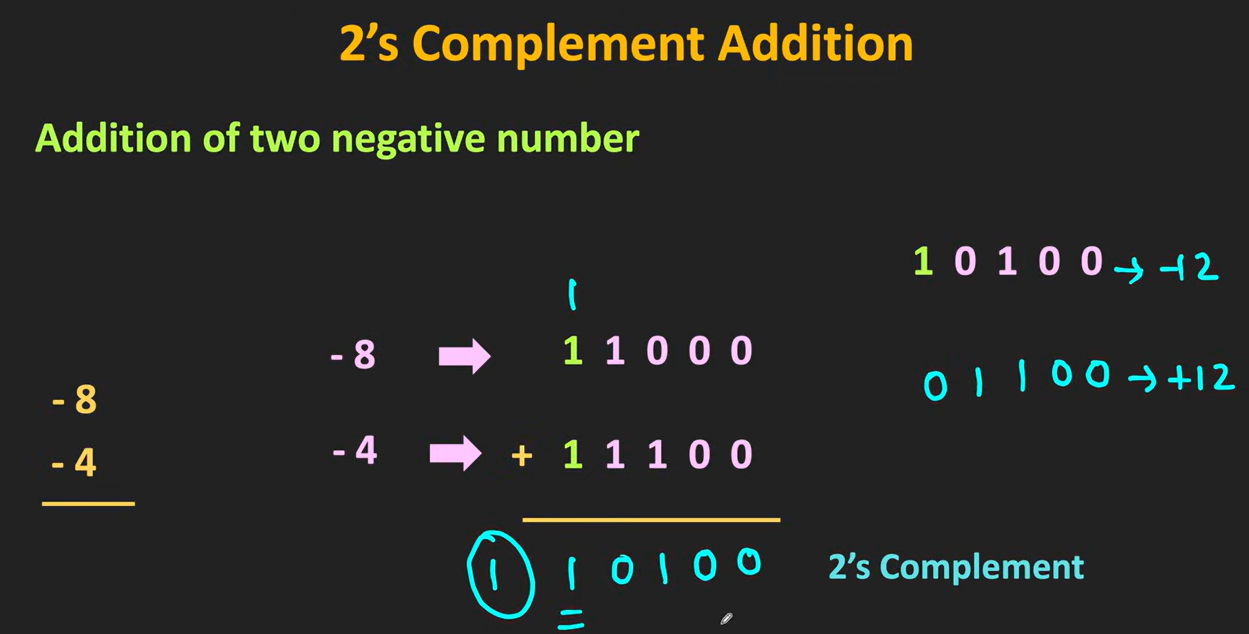 2's Complement Addition
Addition of two negative number
1 0 1 0 0 → -12
1
- 8 1 1 0 0 0
0 1 1 0 0 → +12
- 8
- 4 + 1 1 1 0 0
- 4
1 1 0 1 0 0 2's Complement